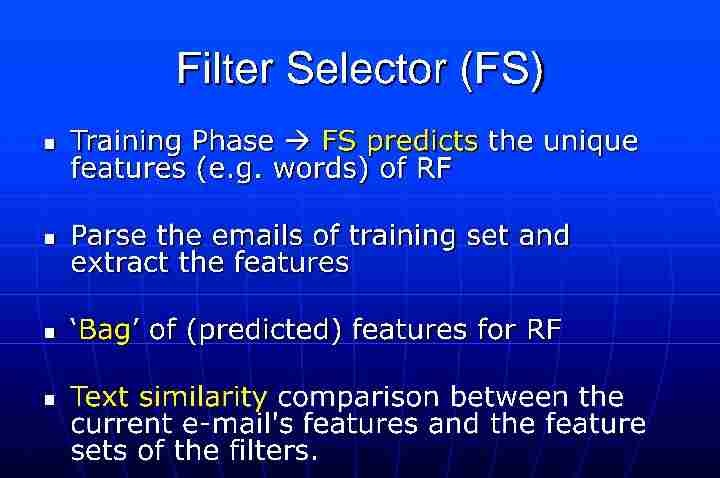 Filter Selector (FS)
Training Phase → FS predicts the unique
features (e.g. words) of RF
Parse the emails of training set and
extract the features
‘Bag’ of (predicted) features for RF
Text similarity comparison between the
current e-mail's features and the feature
sets of the filters.